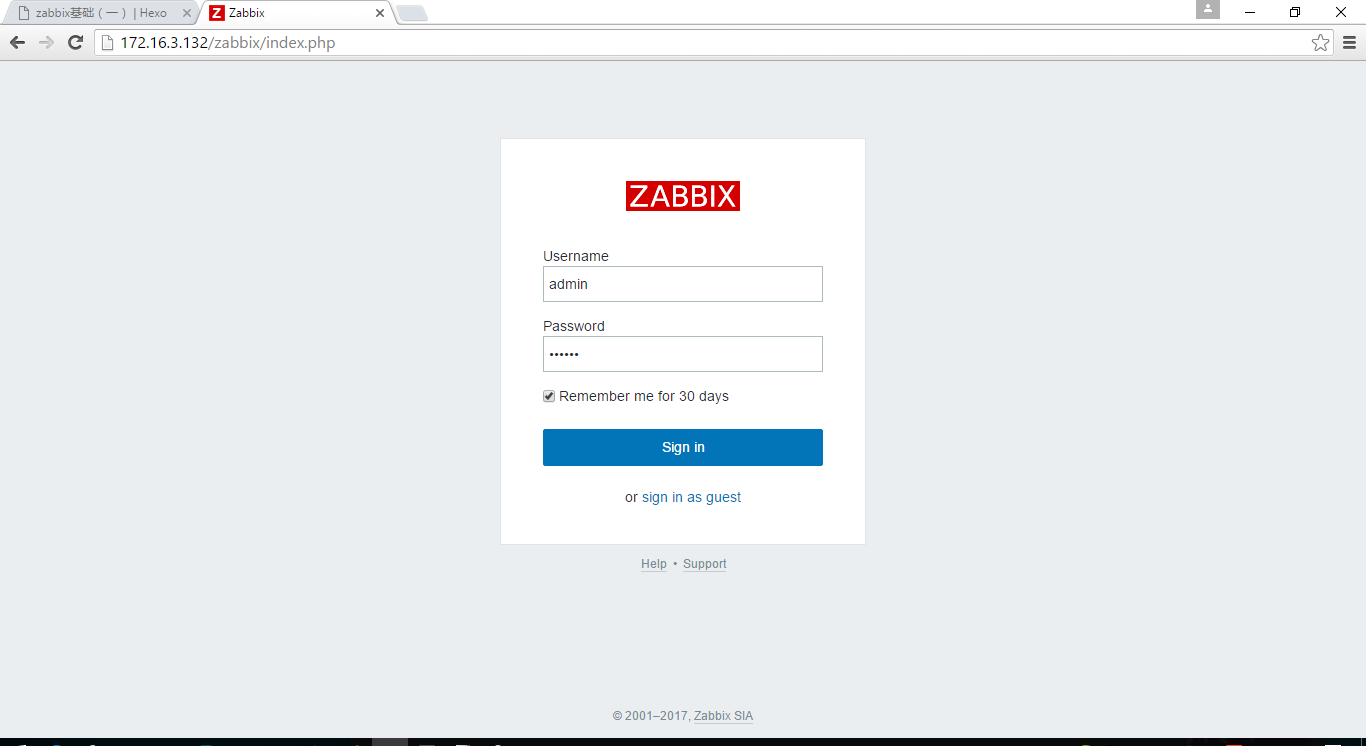 zabbix基础（一） | Hexo
Z Zabbix
172.16.3.132/zabbix/index.php
ZABBIX
Username
admin
Password
••••••
Remember me for 30 days
Sign in
or sign in as guest
Help • Support
© 2001–2017, Zabbix SIA